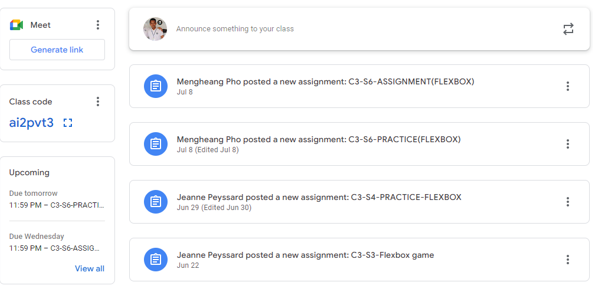 Meet
Generate link
Class code
ai2pvt3
Upcoming
Due tomorrow
11:59 PM – C3-S6-PRACTI...
Due Wednesday
11:59 PM – C3-S6-ASSIG...
View all
Announce something to your class
Mengheang Pho posted a new assignment: C3-S6-ASSIGNMENT(FLEXBOX)
Jul 8
Mengheang Pho posted a new assignment: C3-S6-PRACTICE(FLEXBOX)
Jul 8 (Edited Jul 8)
Jeanne Peyssard posted a new assignment: C3-S4-PRACTICE-FLEXBOX
Jun 29 (Edited Jun 30)
Jeanne Peyssard posted a new assignment: C3-S3-Flexbox game
Jun 22